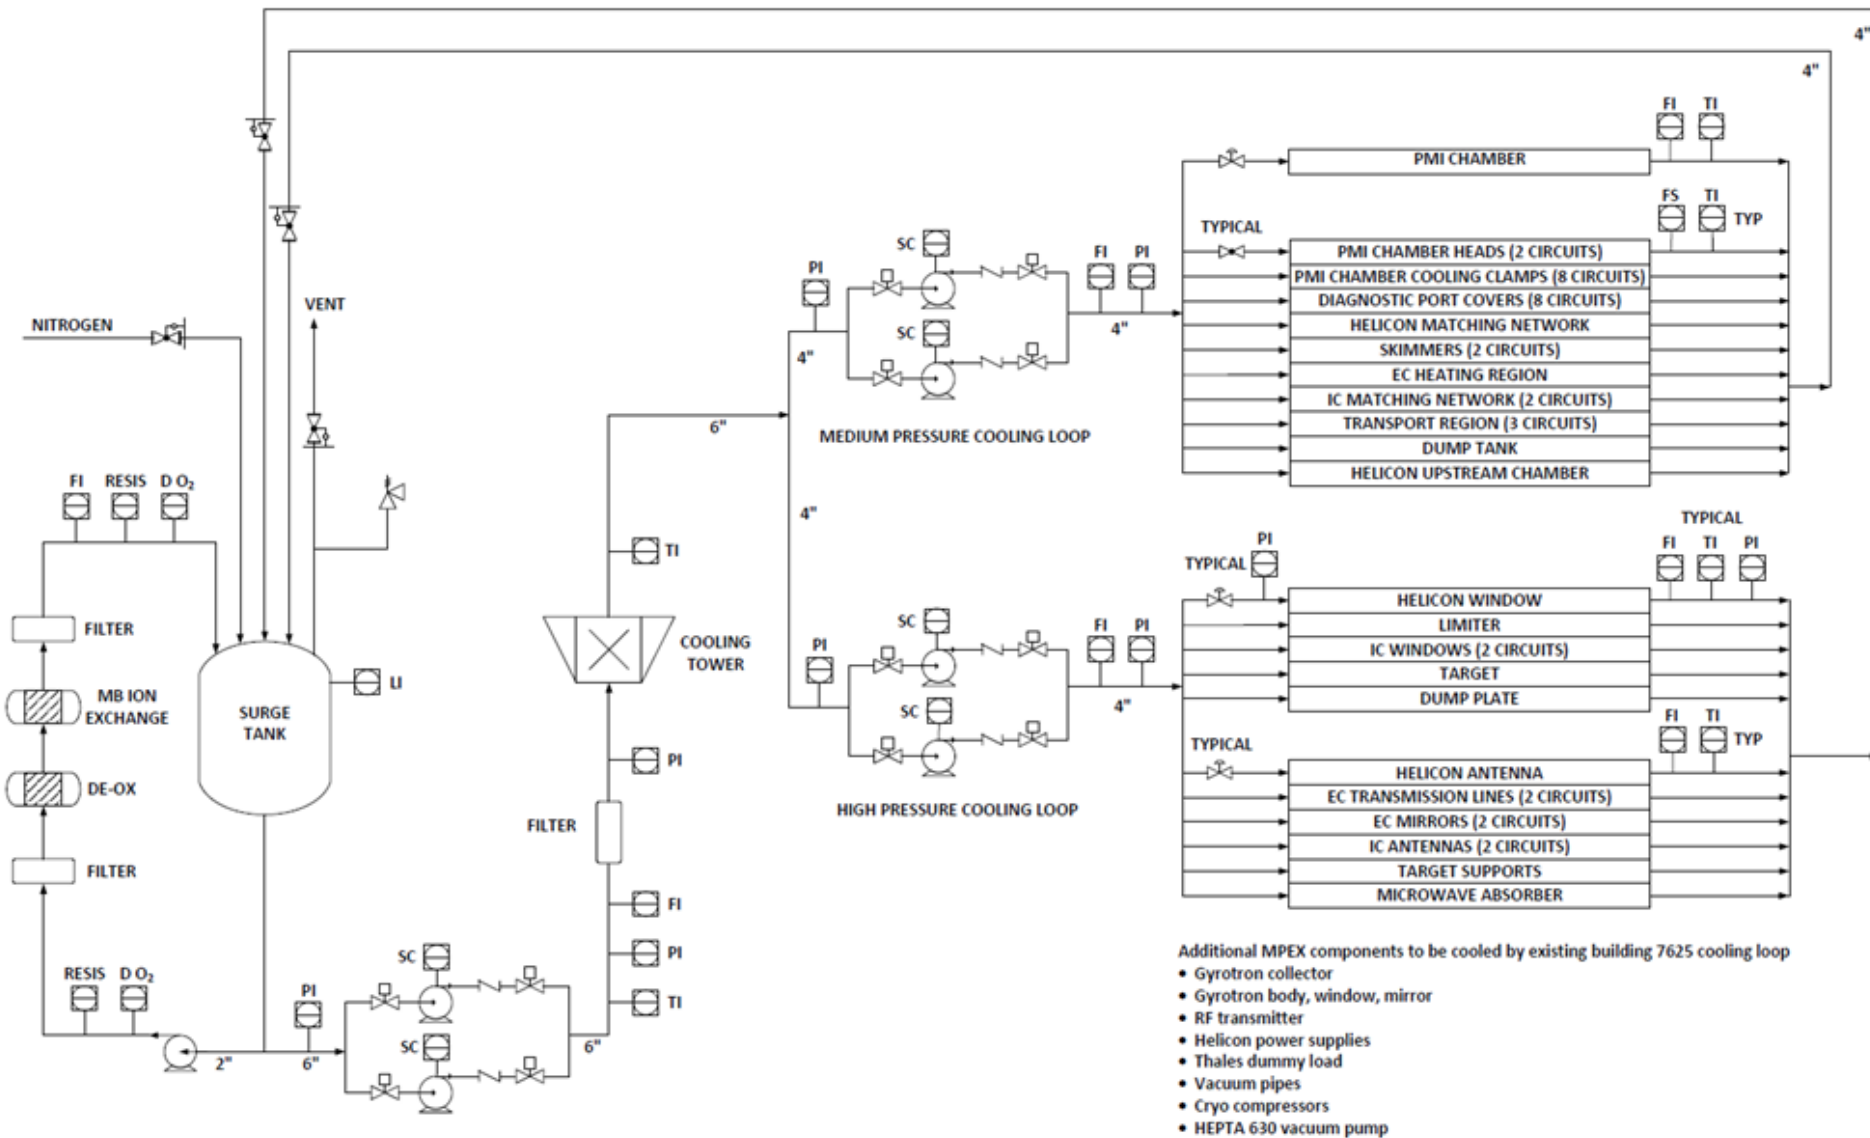 4"
4"
FI TI
PMI CHAMBER
FS TI
TYPICAL
TYP
SC
PMI CHAMBER HEADS (2 CIRCUITS)
PI
FI PI
PMI CHAMBER COOLING CLAMPS (8 CIRCUITS)
VENT
DIAGNOSTIC PORT COVERS (8 CIRCUITS)
NITROGEN
SC
4"
HELICON MATCHING NETWORK
4"
SKIMMERS (2 CIRCUITS)
EC HEATING REGION
IC MATCHING NETWORK (2 CIRCUITS)
6"
MEDIUM PRESSURE COOLING LOOP
TRANSPORT REGION (3 CIRCUITS)
DUMP TANK
HELICON UPSTREAM CHAMBER
FI RESIS D O₂
4"
TYPICAL
PI
FI TI PI
TI
TYPICAL
HELICON WINDOW
FILTER
SC
FI PI
LIMITER
COOLING
TOWER
PI
IC WINDOWS (2 CIRCUITS)
LI
TARGET
MB ION
EXCHANGE
SURGE
TANK
SC
4"
DUMP PLATE
FI TI
TYPICAL
TYP
PI
HELICON ANTENNA
DE-OX
EC TRANSMISSION LINES (2 CIRCUITS)
HIGH PRESSURE COOLING LOOP
FILTER
EC MIRRORS (2 CIRCUITS)
IC ANTENNAS (2 CIRCUITS)
FILTER
TARGET SUPPORTS
MICROWAVE ABSORBER
FI
SC
PI
RESIS D O₂
PI
TI
SC
6"
2"
6"
Additional MPEX components to be cooled by existing building 7625 cooling loop
• Gyrotron collector
• Gyrotron body, window, mirror
• RF transmitter
• Helicon power supplies
• Thales dummy load
• Vacuum pipes
• Cryo compressors
• HEPTA 630 vacuum pump